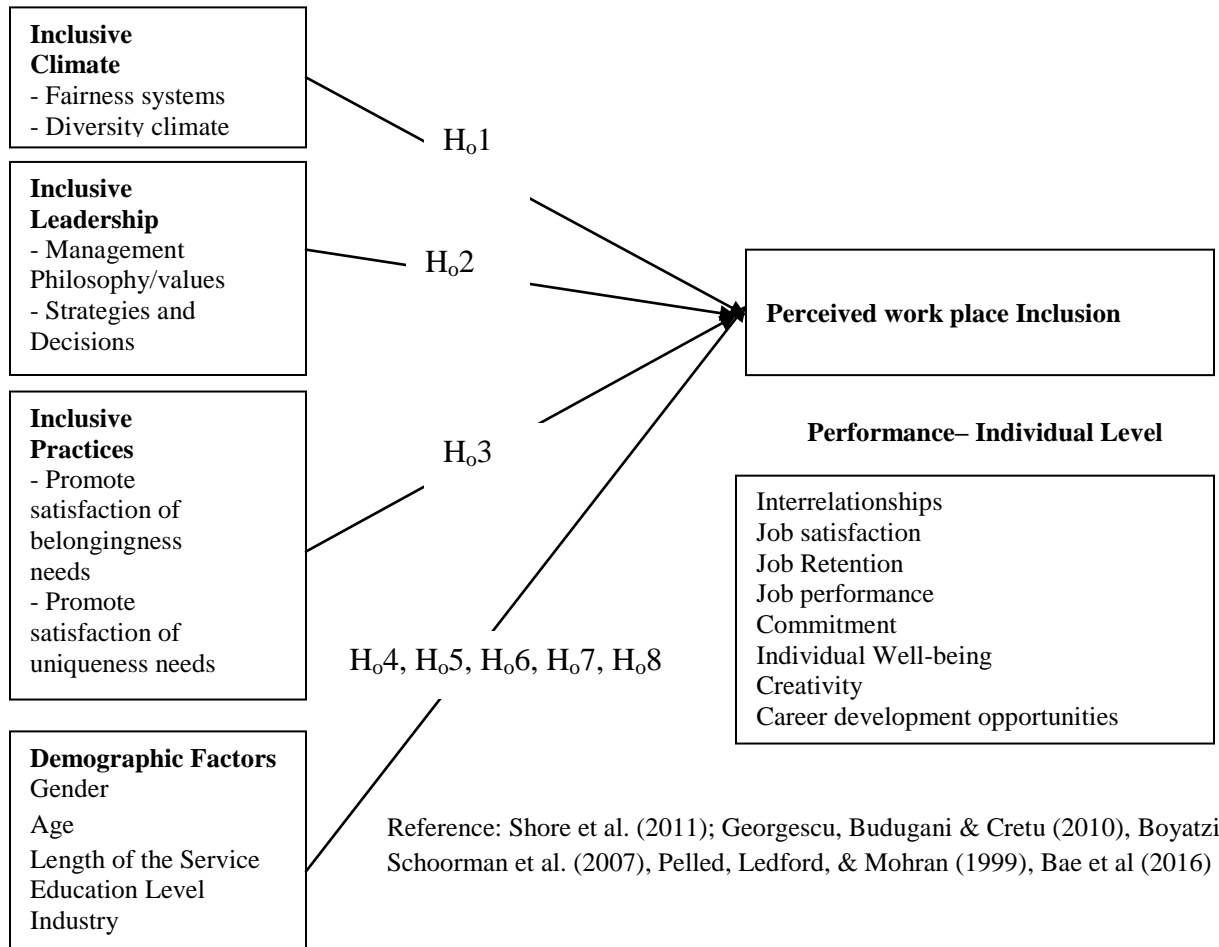 Inclusive
Climate
- Fairness systems
- Diversity climate
Hₒ1
Inclusive
Leadership
- Management
Philosophy/values
- Strategies and
Decisions
Hₒ2
Perceived work place Inclusion
Inclusive
Practices
- Promote
satisfaction of
belongingness
needs
- Promote
satisfaction of
uniqueness needs
Hₒ3
Performance– Individual Level
Interrelationships
Job satisfaction
Job Retention
Job performance
Commitment
Individual Well-being
Creativity
Career development opportunities
Hₒ4, Hₒ5, Hₒ6, Hₒ7, Hₒ8
Demographic Factors
Gender
Age
Length of the Service
Education Level
Industry
Reference: Shore et al. (2011); Georgescu, Budugani & Cretu (2010), Boyatzi
Schoorman et al. (2007), Pelled, Ledford, & Mohran (1999), Bae et al (2016)